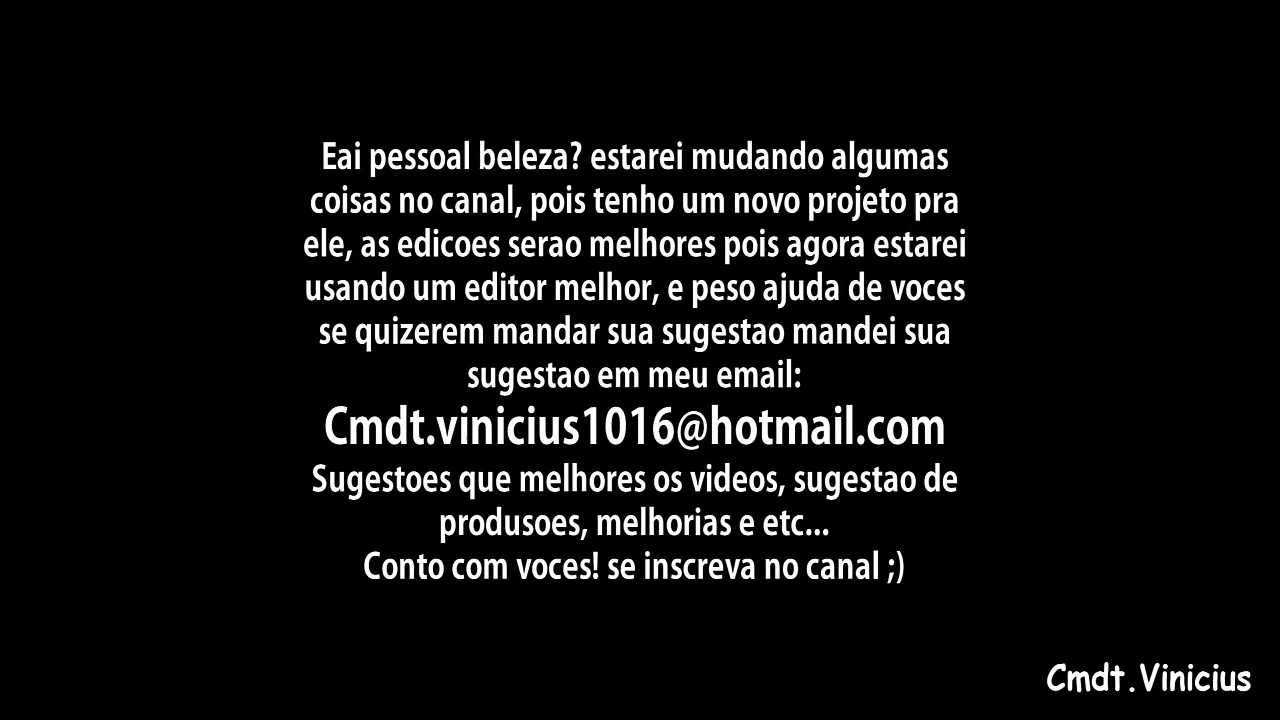 Eai pessoal beleza? estarei mudando algumas
coisas no canal, pois tenho um novo projeto pra
ele, as edicoes serao melhores pois agora estarei
usando um editor melhor, e peso ajuda de voces
se quizerem mandar sua sugestao mandei sua
sugestao em meu email:
Cmdt.vinicius1016@hotmail.com
Sugestoes que melhores os videos, sugestao de
produsoes, melhorias e etc...
Conto com voces! se inscreva no canal ;)
Cmdt.Vinicius